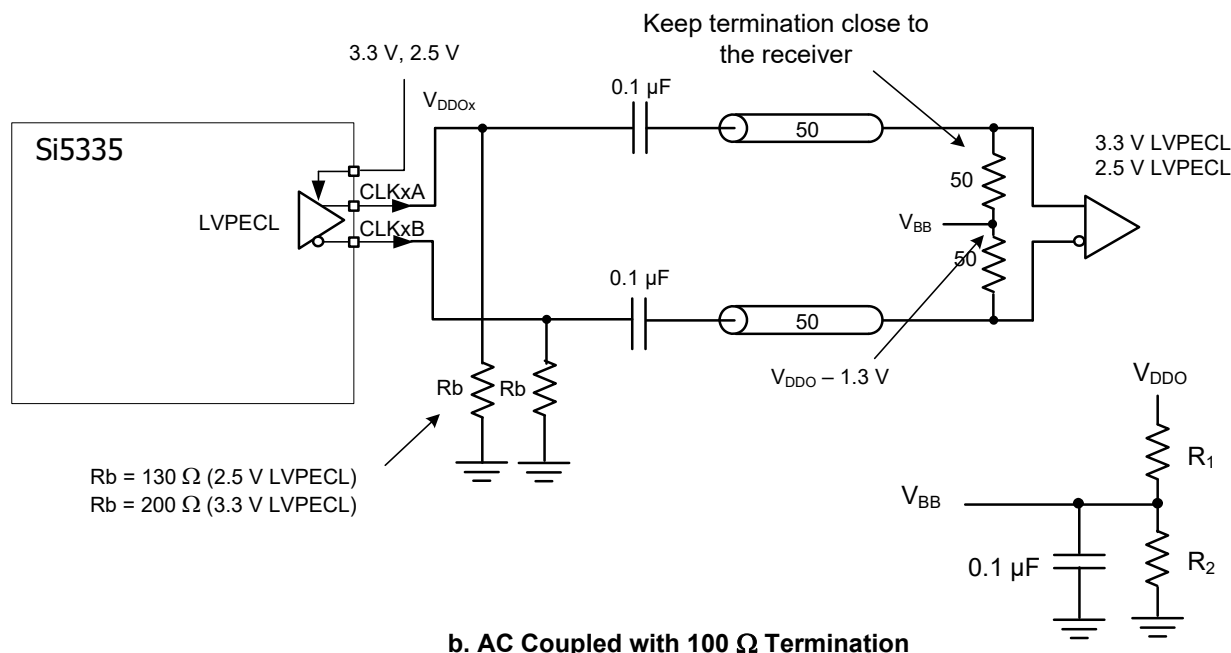 Keep termination close to
the receiver
3.3 V, 2.5 V
0.1 µF
V_DDOx
50
Si5335
3.3 V LVPECL
2.5 V LVPECL
CLKxA
50
LVPECL
V_BB
CLKxB
50
0.1 µF
50
V_DDO – 1.3 V
Rb
Rb
V_DDO
R_1
Rb = 130 Ω (2.5 V LVPECL)
Rb = 200 Ω (3.3 V LVPECL)
V_BB
0.1 µF
R_2
b. AC Coupled with 100 Ω Termination